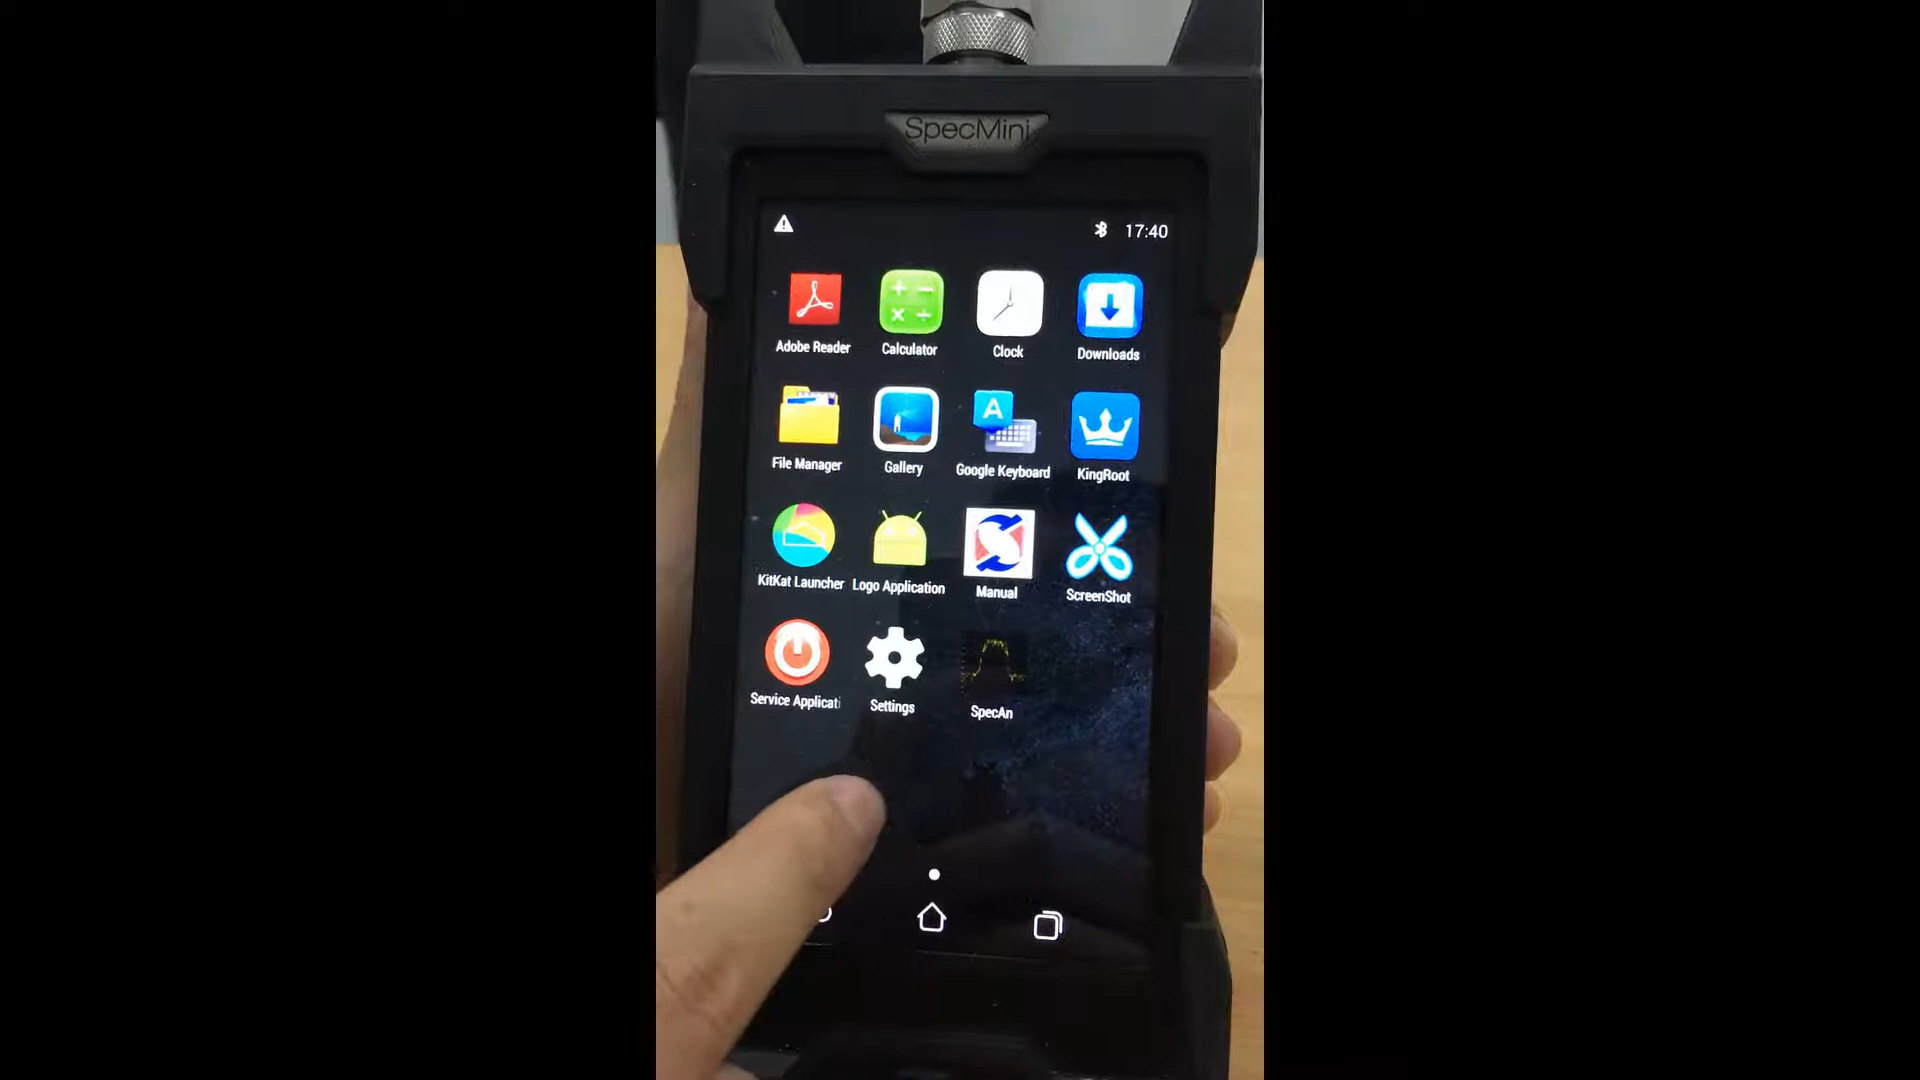 SpecMini
17:40
Adobe Reader
Calculator
Clock
Downloads
File Manager
Gallery
A
Google Keyboard
KingRoot
KitKat Launcher
Logo Application
Manual
ScreenShot
Service Applicati
Settings
SpecAn